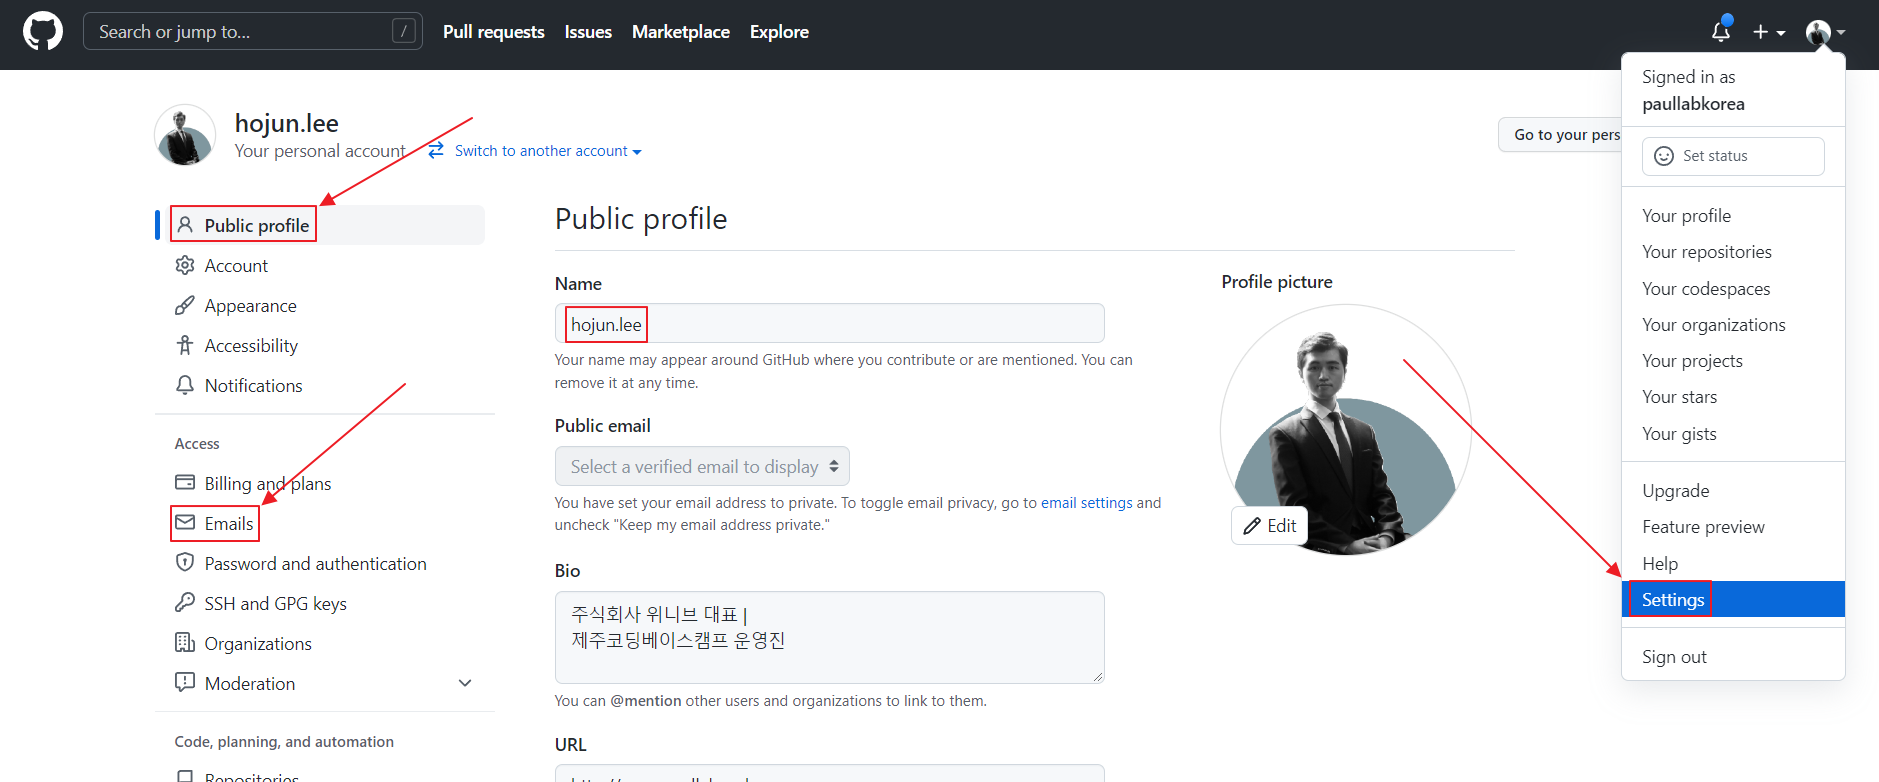 Search or jump to...
/
Pull requests
Issues
Marketplace
Explore
Signed in as
paullabkorea
Set status
Your profile
Your repositories
Your codespaces
Your organizations
Your projects
Your stars
Your gists
Upgrade
Feature preview
Help
Settings
Sign out
hojun.lee
Your personal account
Switch to another account
Go to your pers
Public profile
Account
Appearance
Accessibility
Notifications
Access
Billing and plans
Emails
Password and authentication
SSH and GPG keys
Organizations
Moderation
Code, planning, and automation
Repositories
Public profile
Name
hojun.lee
Your name may appear around GitHub where you contribute or are mentioned. You can
remove it at any time.
Public email
Select a verified email to display
You have set your email address to private. To toggle email privacy, go to email settings and
uncheck "Keep my email address private."
Bio
주식회사 위니브 대표 |
제주코딩베이스캠프 운영진
You can @mention other users and organizations to link to them.
URL
Profile picture
Edit